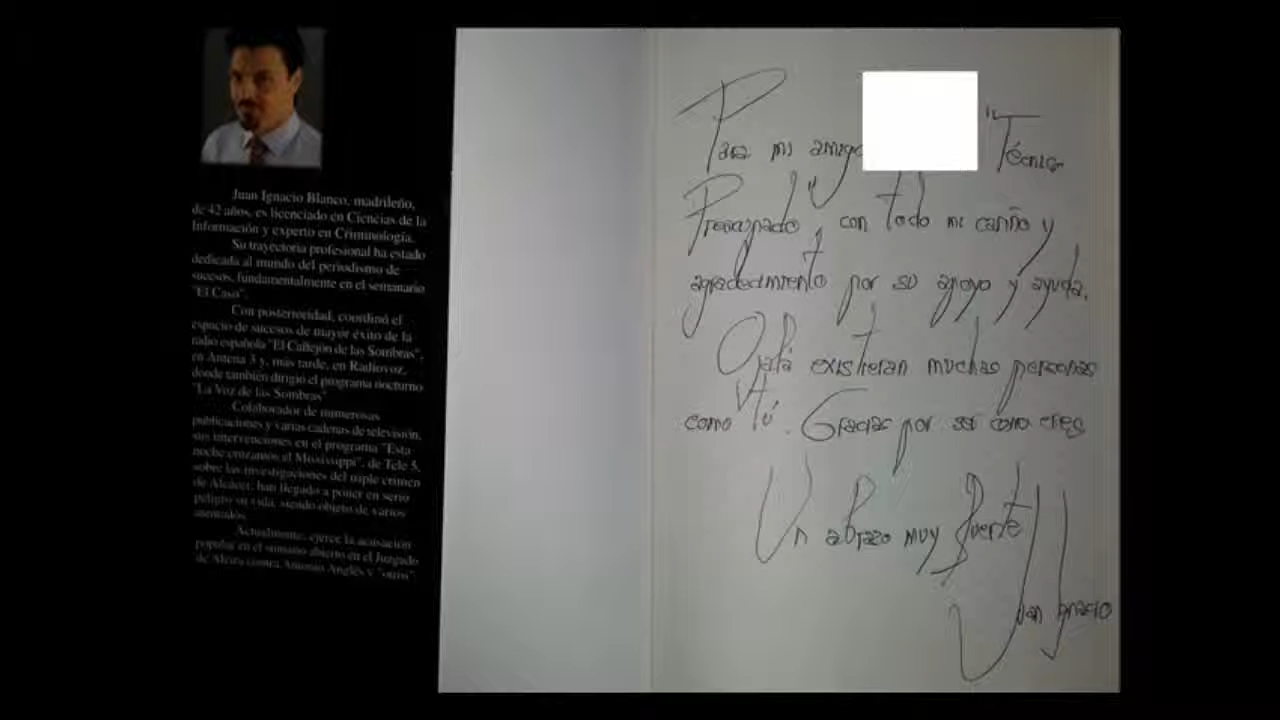 Juan Ignacio Blanco, madrileño,
de 42 años, es licenciado en Ciencias de la
Información y experto en Criminología.
Su trayectoria profesional ha estado
dedicada al mundo del periodismo de
sucesos, fundamentalmente en el semanario
"El Caso".
Con posterioridad, coordinó el
espacio de sucesos de mayor éxito de la
radio española "El Callejón de las Sombras",
en Antena 3 y, más tarde, en Radiovoz,
donde también dirigió el programa nocturno
"La Voz de las Sombras"
Colaborador de numerosas
publicaciones y varias cadenas de televisión,
sus intervenciones en el programa "Esta
noche cruzamos el Mississippi", de Tele 5,
sobre las investigaciones del triple crimen
de Alcàcer, han llegado a poner en serio
peligro su vida, siendo objeto de varios
atentados.
Actualmente, ejerce la acusación
popular en el sumario abierto en el Juzgado
de Alcira contra Antonio Anglés y "otros"
Para mi amigo "Técnico
Preocupado", con todo mi cariño y
agradecimiento por su apoyo y ayuda.
Ojalá existieran muchas personas
como tú. Gracias por ser como eres
Un abrazo muy fuerte
Juan Ignacio